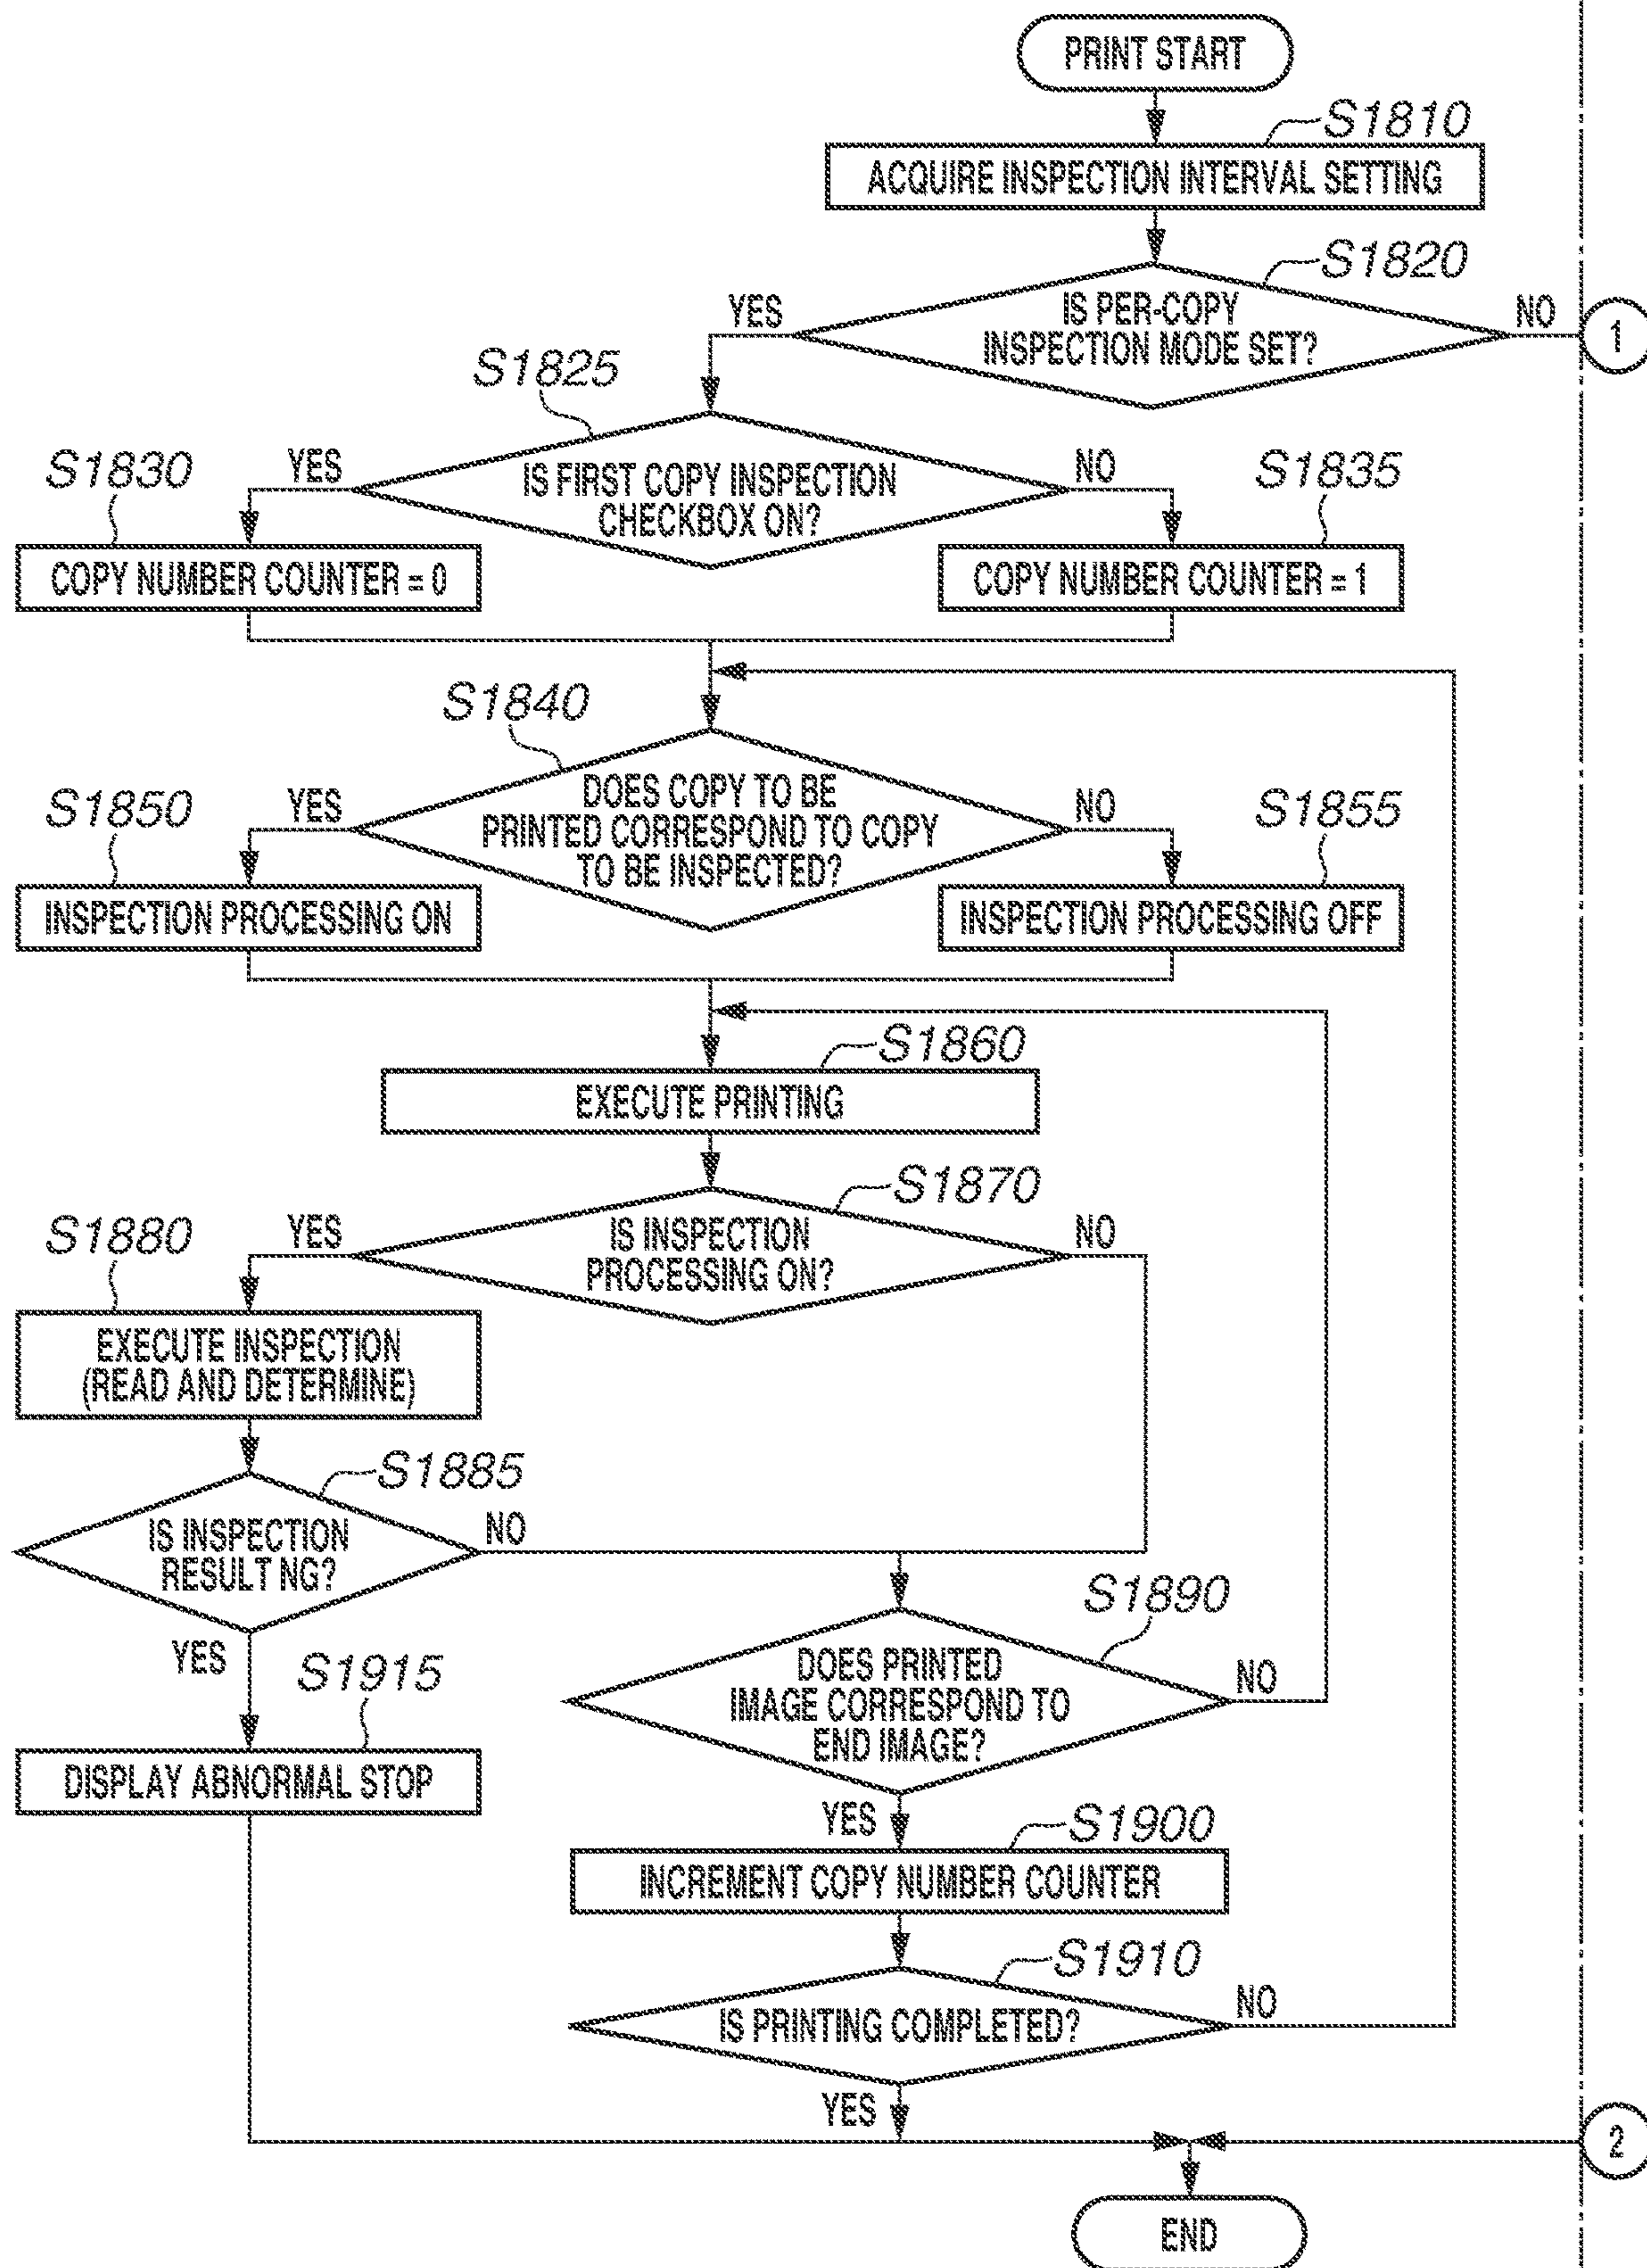 PRINT START
S1810
ACQUIRE INSPECTION INTERVAL SETTING
S1820
IS PER-COPY
INSPECTION MODE SET?
YES
NO
1
S1825
IS FIRST COPY INSPECTION
CHECKBOX ON?
YES
NO
S1830
COPY NUMBER COUNTER = 0
S1835
COPY NUMBER COUNTER = 1
S1840
DOES COPY TO BE
PRINTED CORRESPOND TO COPY
TO BE INSPECTED?
YES
NO
S1850
INSPECTION PROCESSING ON
S1855
INSPECTION PROCESSING OFF
S1860
EXECUTE PRINTING
S1870
IS INSPECTION
PROCESSING ON?
YES
NO
S1880
EXECUTE INSPECTION
(READ AND DETERMINE)
S1885
IS INSPECTION
RESULT NG?
NO
YES
S1890
DOES PRINTED
IMAGE CORRESPOND TO
END IMAGE?
NO
YES
S1915
DISPLAY ABNORMAL STOP
S1900
INCREMENT COPY NUMBER COUNTER
S1910
IS PRINTING COMPLETED?
NO
YES
2
END